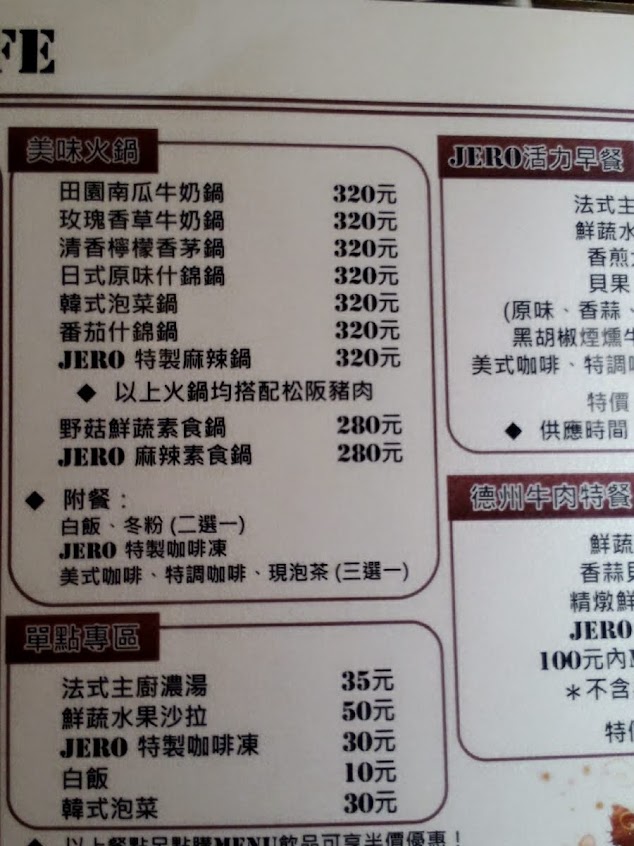 FE
美味火鍋
田園南瓜牛奶鍋 320元
玫瑰香草牛奶鍋 320元
清香檸檬香茅鍋 320元
日式原味什錦鍋 320元
韓式泡菜鍋 320元
番茄什錦鍋 320元
JERO 特製麻辣鍋 320元
◆ 以上火鍋均搭配松阪豬肉
野菇鮮蔬素食鍋 280元
JERO 麻辣素食鍋 280元
◆ 附餐：
白飯、冬粉 (二選一)
JERO 特製咖啡凍
美式咖啡、特調咖啡、現泡茶 (三選一)
單點專區
法式主廚濃湯 35元
鮮蔬水果沙拉 50元
JERO 特製咖啡凍 30元
白飯 10元
韓式泡菜 30元
MENU飲品可享半價優惠！
JERO活力早餐
法式主
鮮蔬水
香煎
貝果
(原味、香蒜、
黑胡椒煙燻牛
美式咖啡、特調
特價
◆ 供應時間
德州牛肉特餐
鮮蔬
香蒜
精燉鮮
JERO
100元內
＊不含